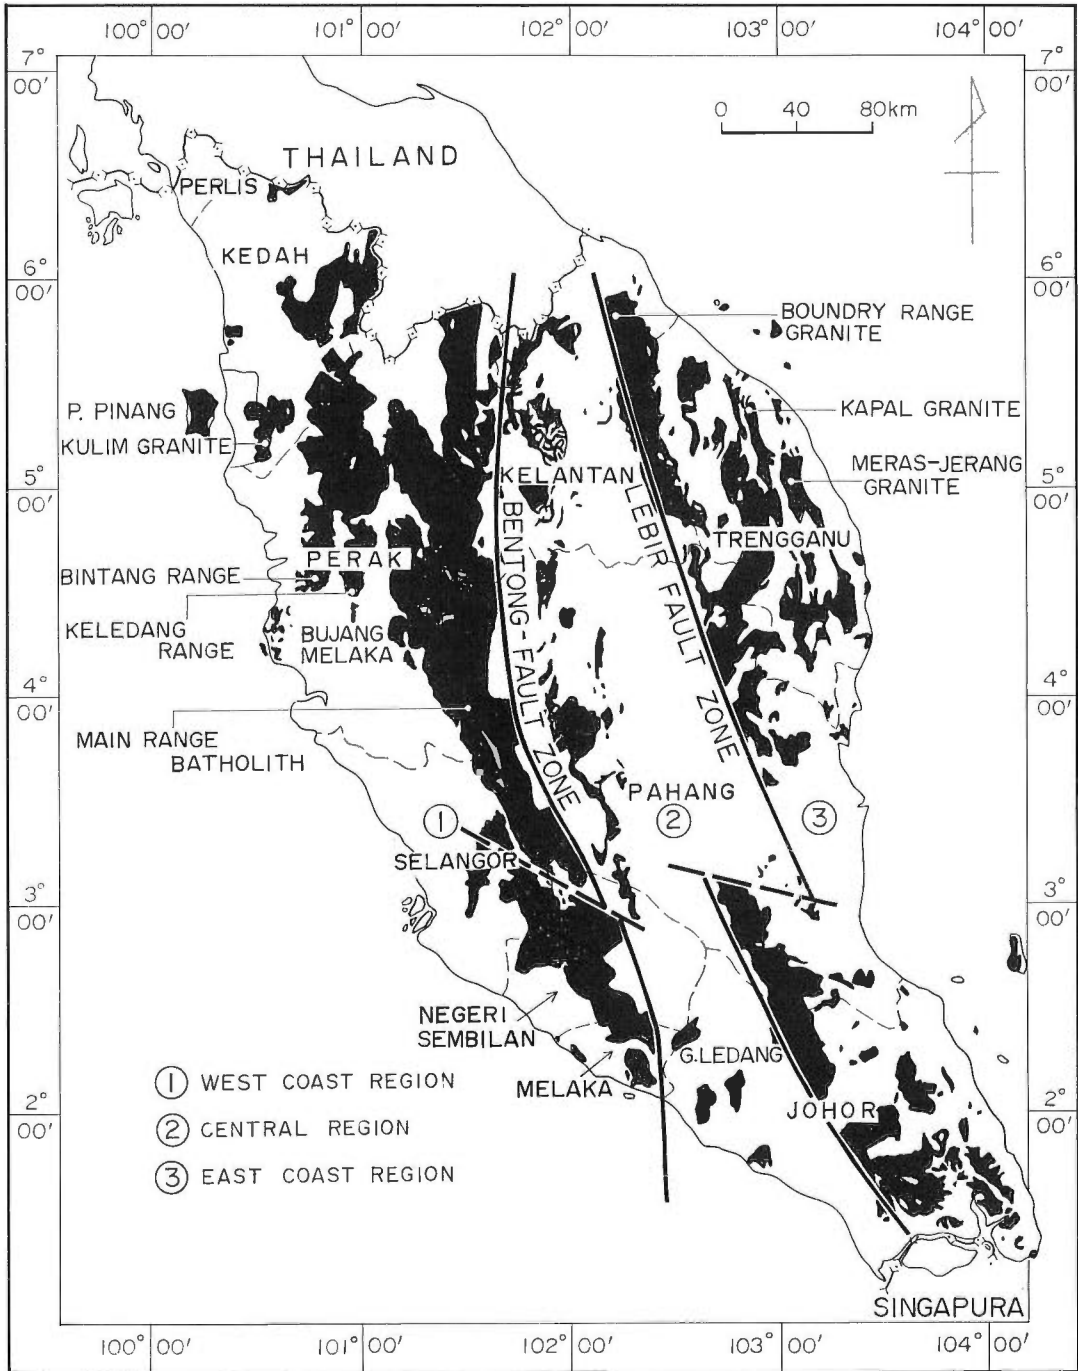 100° 00′ 101° 00′ 102° 00′ 103° 00′ 104° 00′
7° 00′
7° 00′
0 40 80km
THAILAND
PERLIS
KEDAH
6° 00′
6° 00′
BOUNDRY RANGE
GRANITE
P. PINANG
KAPAL GRANITE
KULIM GRANITE
KELANTAN
MERAS-JERANG
GRANITE
5° 00′
5° 00′
BENTONG-FAULT ZONE
LEBIR FAULT ZONE
TRENGGANU
PERAK
BINTANG RANGE
KELEDANG
RANGE
BUJANG
MELAKA
4° 00′
4° 00′
MAIN RANGE
BATHOLITH
PAHANG
1
2
3
SELANGOR
3° 00′
3° 00′
NEGERI
SEMBILAN
G.LEDANG
MELAKA
JOHOR
2° 00′
2° 00′
1 WEST COAST REGION
2 CENTRAL REGION
3 EAST COAST REGION
SINGAPURA
100° 00′ 101° 00′ 102° 00′ 103° 00′ 104° 00′